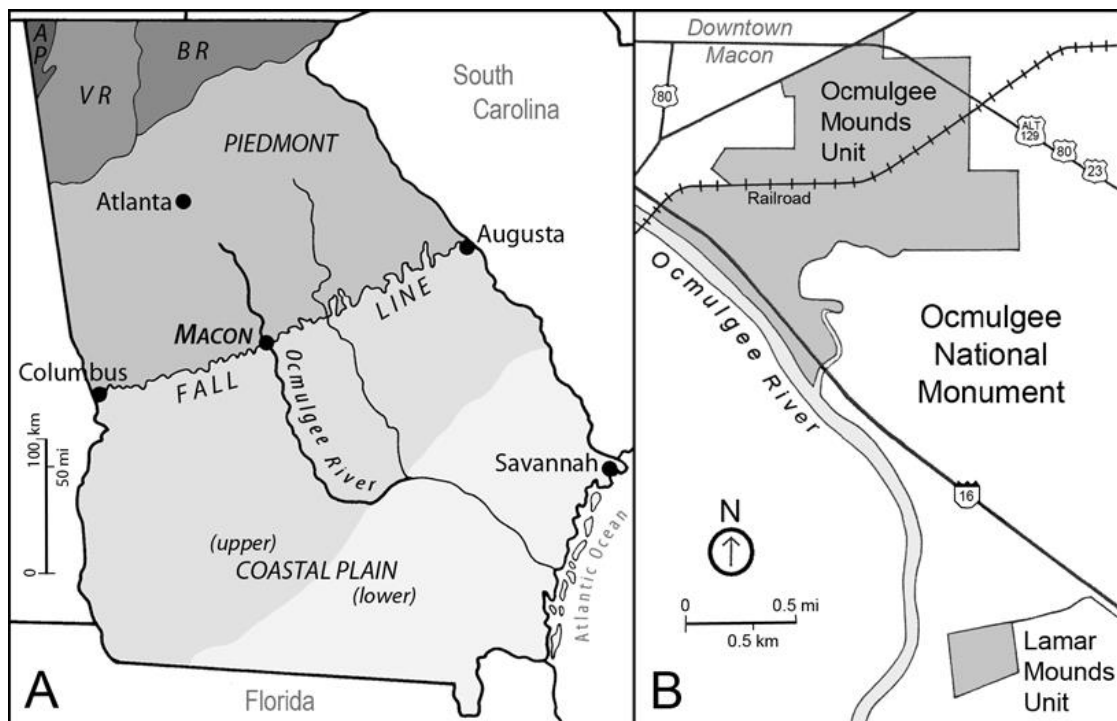 A
P
V R
B R
PIEDMONT
South
Carolina
Atlanta
Augusta
MACON
FALL
LINE
Columbus
Ocmulgee River
100 km
50 mi
0
Savannah
(upper)
COASTAL PLAIN
(lower)
Atlantic Ocean
Florida
A
Downtown
Macon
80
Ocmulgee
Mounds
Unit
ALT
129
80
23
Railroad
Ocmulgee River
Ocmulgee
National
Monument
16
N
0 0.5 mi
0.5 km
Lamar
Mounds
Unit
B